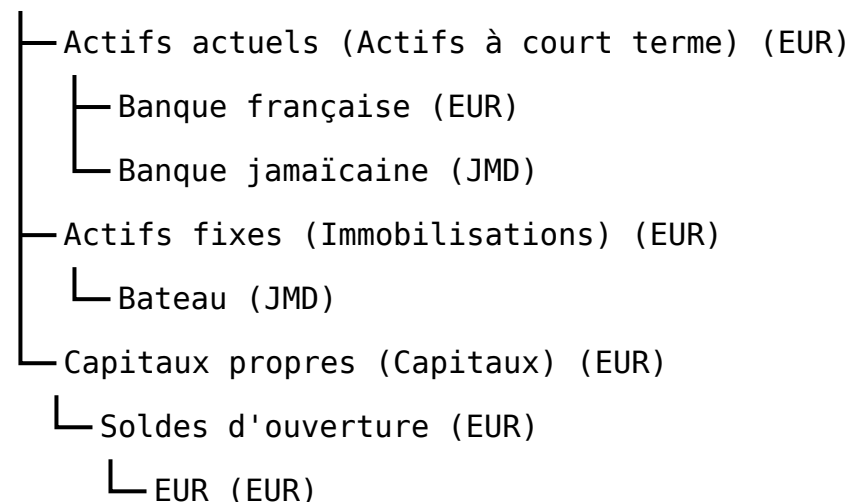 Actifs actuels (Actifs à court terme) (EUR)
Banque française (EUR)
Banque jamaïcaine (JMD)
Actifs fixes (Immobilisations) (EUR)
Bateau (JMD)
Capitaux propres (Capitaux) (EUR)
Soldes d'ouverture (EUR)
EUR (EUR)